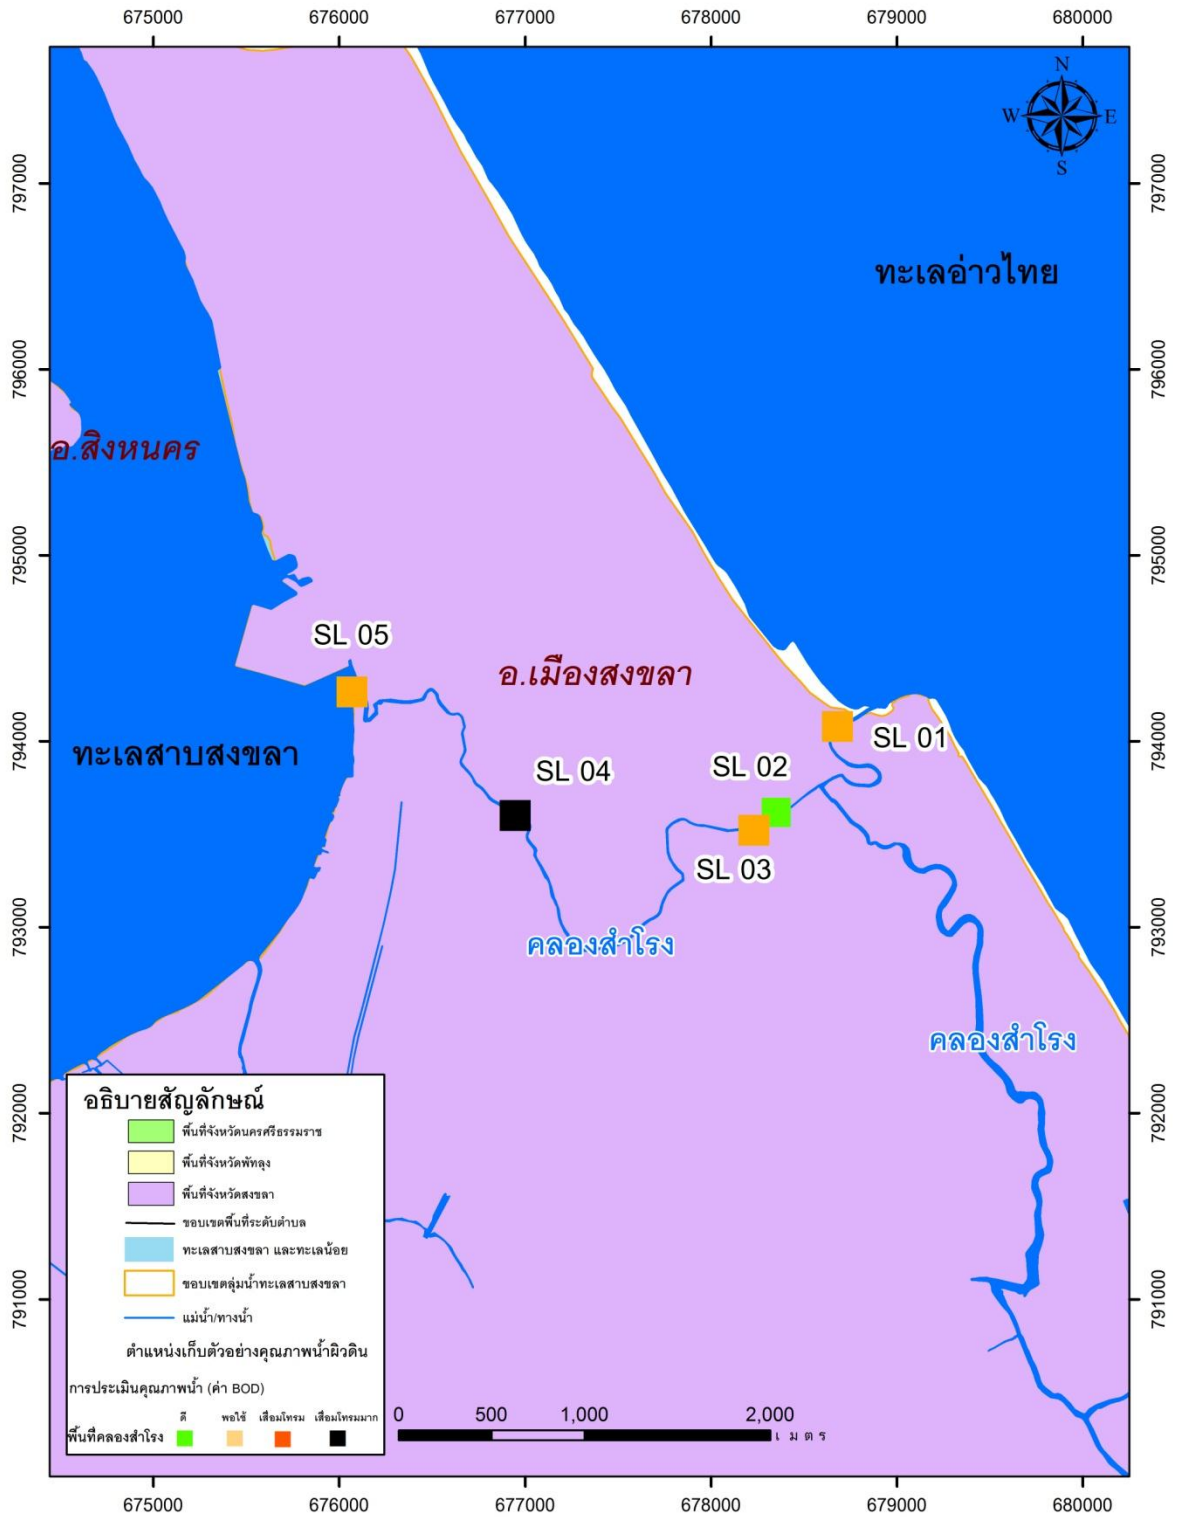 675000 676000 677000 678000 679000 680000
N
W E
S
797000 797000
ทะเลอ่าวไทย
796000 796000
อ.สิงหนคร
795000 795000
SL 05
อ.เมืองสงขลา
794000 794000
ทะเลสาบสงขลา
SL 01
SL 02
SL 04
SL 03
793000 793000
คลองสำโรง
คลองสำโรง
792000 792000
อธิบายสัญลักษณ์
พื้นที่จังหวัดนครศรีธรรมราช
พื้นที่จังหวัดพัทลุง
พื้นที่จังหวัดสงขลา
ขอบเขตพื้นที่ระดับตำบล
ทะเลสาบสงขลา และทะเลน้อย
ขอบเขตลุ่มน้ำทะเลสาบสงขลา
แม่น้ำ/ทางน้ำ
791000 791000
ตำแหน่งเก็บตัวอย่างคุณภาพน้ำผิวดิน
การประเมินคุณภาพน้ำ (ค่า BOD)
ดี พอใช้ เสื่อมโทรม เสื่อมโทรมมาก
พื้นที่คลองสำโรง
0 500 1,000 2,000
เมตร
675000 676000 677000 678000 679000 680000